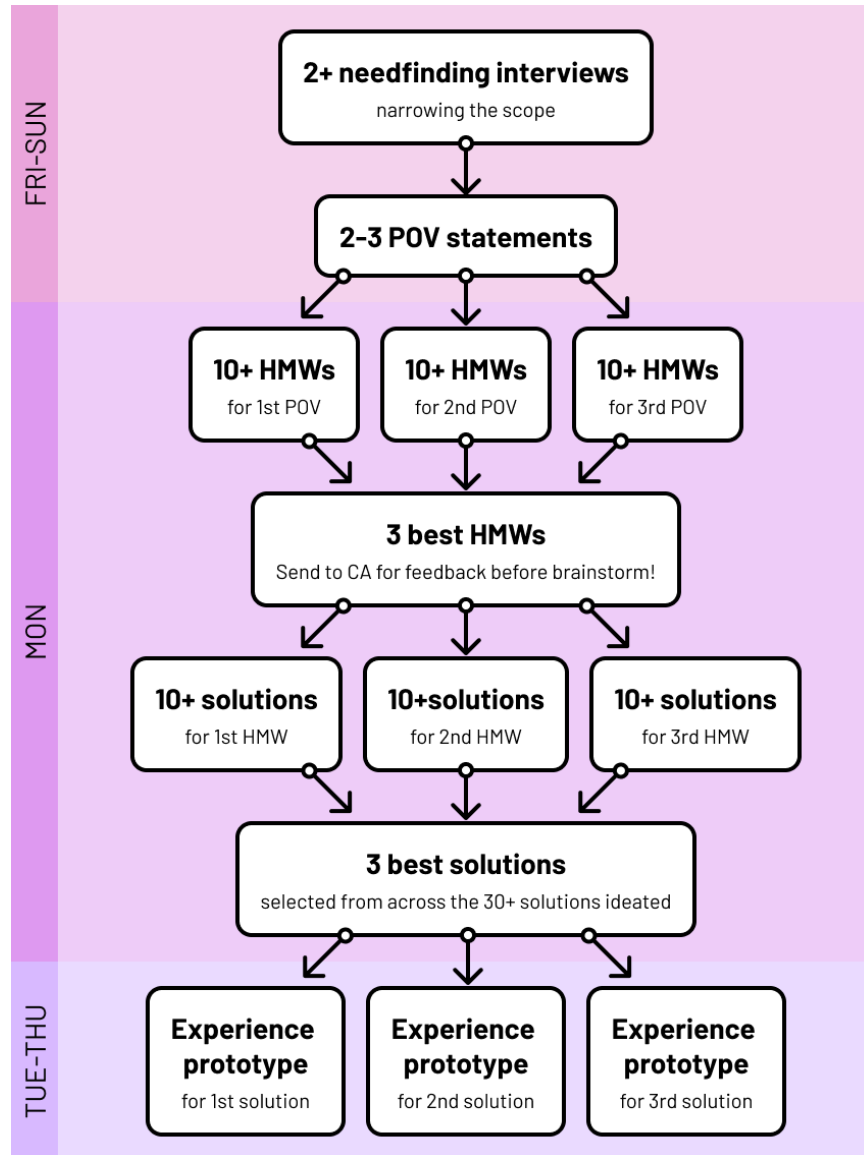 FRI-SUN
2+ needfinding interviews
narrowing the scope
2-3 POV statements
MON
10+ HMWs
for 1st POV
10+ HMWs
for 2nd POV
10+ HMWs
for 3rd POV
3 best HMWs
Send to CA for feedback before brainstorm!
10+ solutions
for 1st HMW
10+solutions
for 2nd HMW
10+ solutions
for 3rd HMW
3 best solutions
selected from across the 30+ solutions ideated
TUE-THU
Experience
prototype
for 1st solution
Experience
prototype
for 2nd solution
Experience
prototype
for 3rd solution